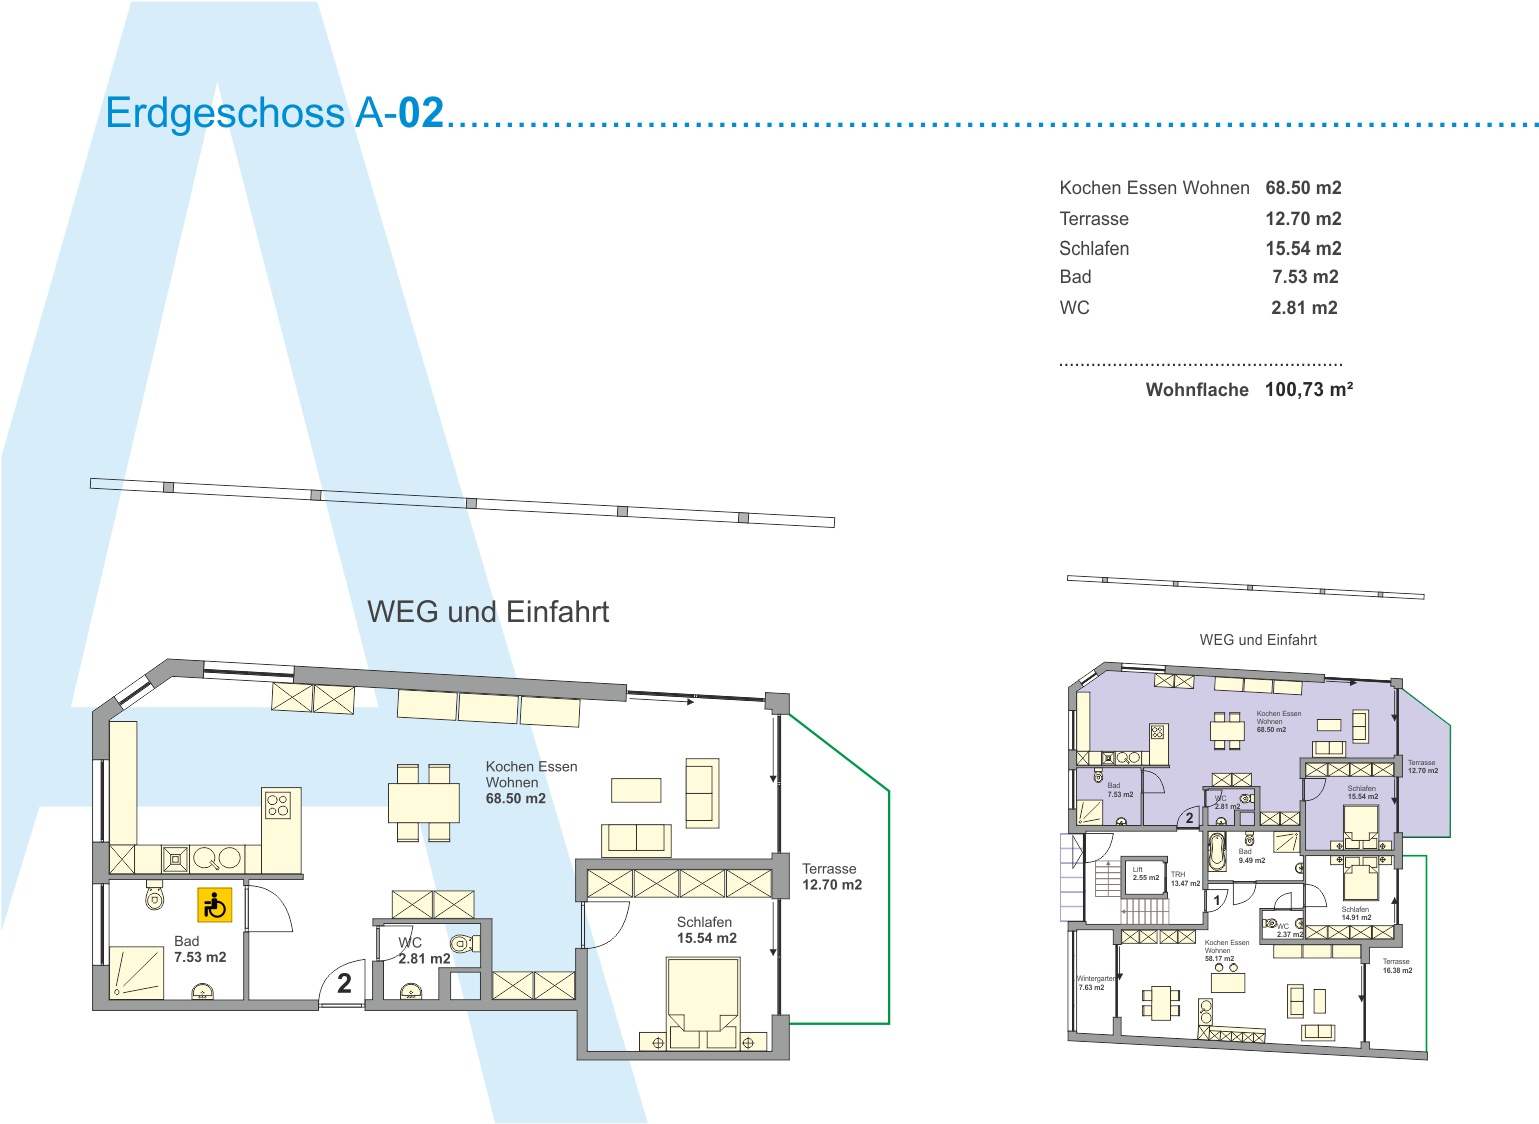 Erdgeschoss A-02
Kochen Essen Wohnen 68.50 m2
Terrasse 12.70 m2
Schlafen 15.54 m2
Bad 7.53 m2
WC 2.81 m2
Wohnflache 100,73 m²
WEG und Einfahrt
Kochen Essen
Wohnen
68.50 m2
Terrasse
12.70 m2
Schlafen
15.54 m2
Bad
7.53 m2
WC
2.81 m2
2
WEG und Einfahrt
Kochen Essen
Wohnen
68.50 m2
Terrasse
12.70 m2
Bad
7.53 m2
WC
2.81 m2
Schlafen
15.54 m2
2
Bad
9.49 m2
Lift
2.55 m2
TRH
13.47 m2
1
Schlafen
14.91 m2
WC
2.37 m2
Kochen Essen
Wohnen
58.17 m2
Terrasse
16.38 m2
Wintergarten
7.63 m2